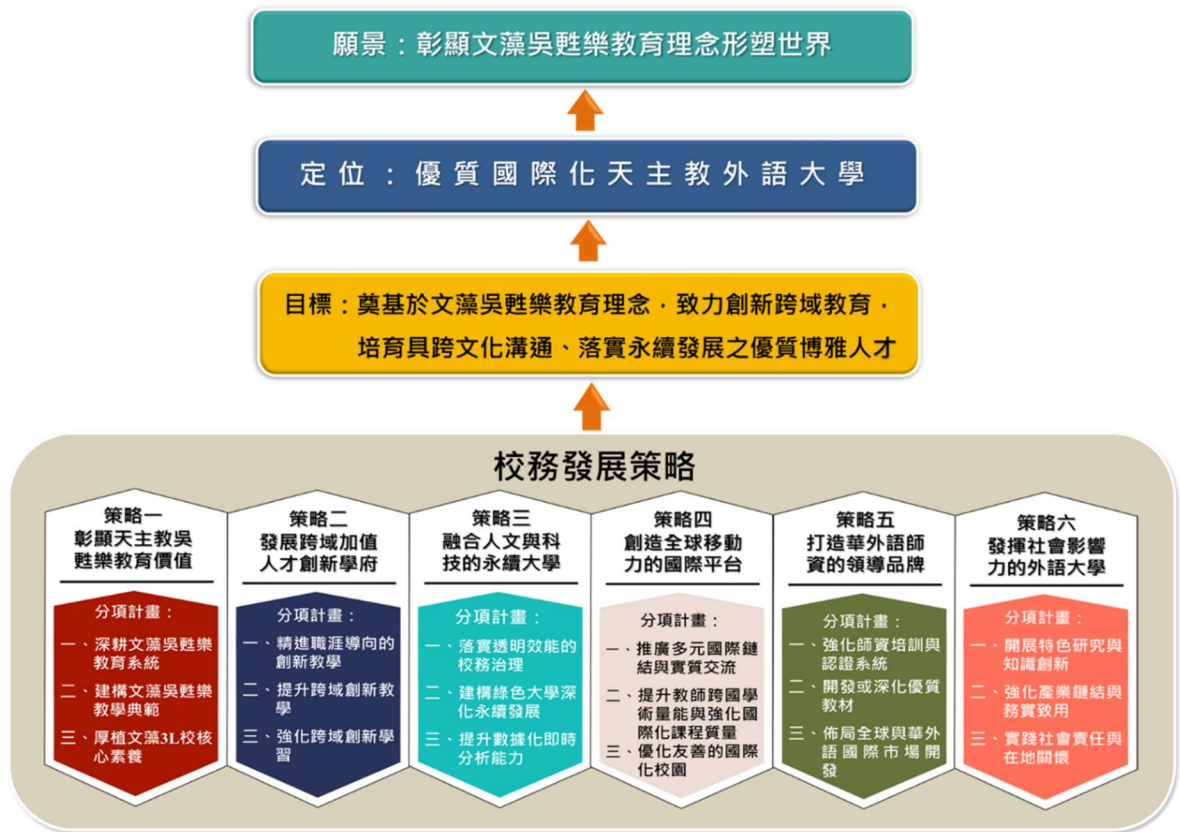 願景：彰顯文藻吳甦樂教育理念形塑世界
定位：優質國際化天主教外語大學
目標：奠基於文藻吳甦樂教育理念，致力創新跨域教育，
培育具跨文化溝通、落實永續發展之優質博雅人才
校務發展策略
策略一
彰顯天主教吳
甦樂教育價值
分項計畫：
一、深耕文藻吳甦樂
教育系統
二、建構文藻吳甦樂
教學典範
三、厚植文藻3L校核
心素養
策略二
發展跨域加值
人才創新學府
分項計畫：
一、精進職涯導向的
創新教學
二、提升跨域創新教
學
三、強化跨域創新學
習
策略三
融合人文與科
技的永續大學
分項計畫：
一、落實透明效能的
校務治理
二、建構綠色大學深
化永續發展
三、提升數據化即時
分析能力
策略四
創造全球移動
力的國際平台
分項計畫：
一、推廣多元國際鏈
結與實質交流
二、提升教師跨國學
術量能與強化國
際化課程質量
三、優化友善的國際
化校園
策略五
打造華外語師
資的領導品牌
分項計畫：
一、強化師資培訓與
認證系統
二、開發或深化優質
教材
三、佈局全球與華外
語國際市場開
發
策略六
發揮社會影響
力的外語大學
分項計畫：
一、開展特色研究與
知識創新
二、強化產業鏈結與
務實致用
三、實踐社會責任與
在地關懷